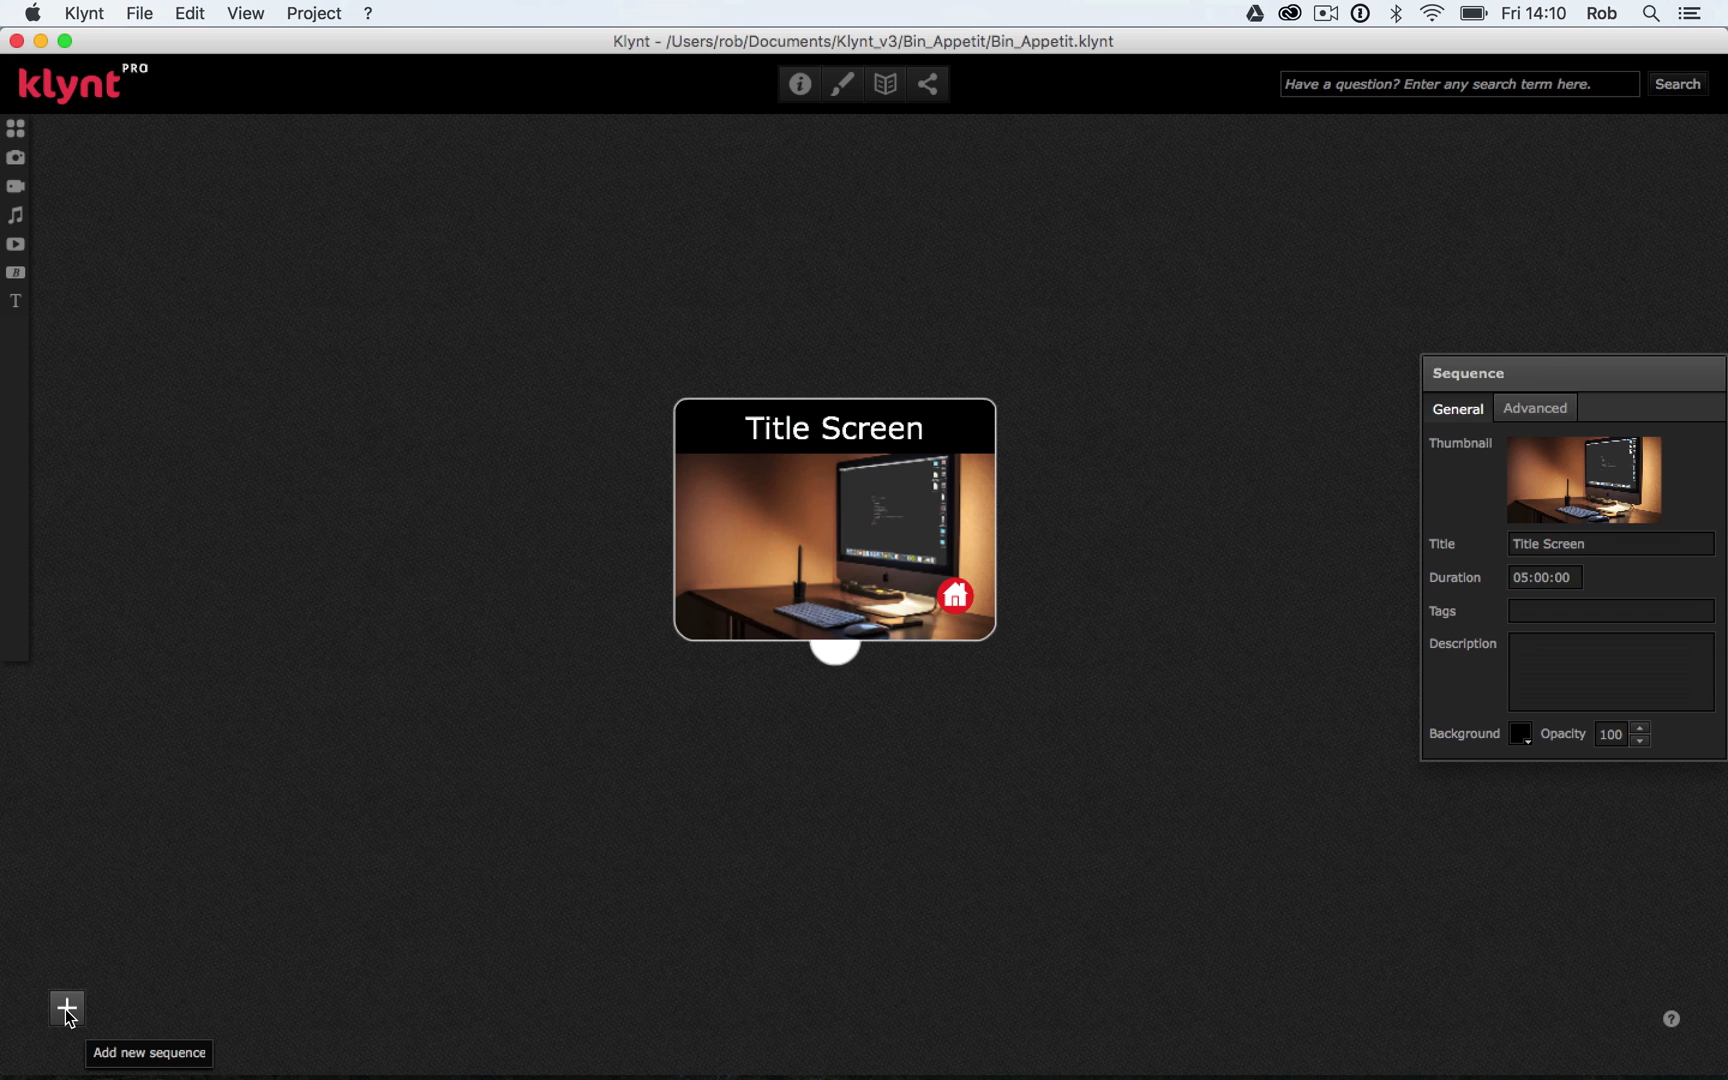 Klynt File Edit View Project ? Fri 14:10 Rob
Klynt - /Users/rob/Documents/Klynt_v3/Bin_Appetit/Bin_Appetit.klynt
klynt PRO
Have a question? Enter any search term here. Search
B
T
Title Screen
Sequence
General Advanced
Thumbnail
Title Title Screen
Duration 05:00:00
Tags
Description
Background Opacity 100
?
Add new sequence